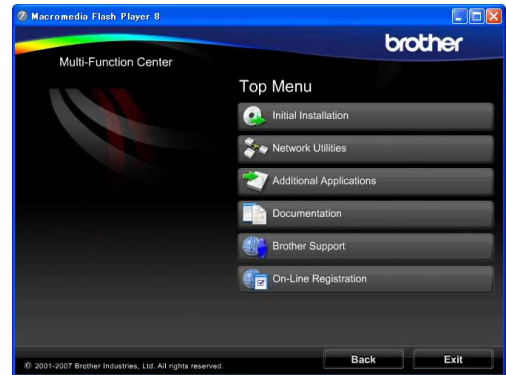 Macromedia Flash Player 8
brother
Multi-Function Center
Top Menu
Initial Installation
Network Utilities
Additional Applications
Documentation
Brother Support
On-Line Registration
© 2001-2007 Brother Industries, Ltd. All rights reserved.
Back
Exit